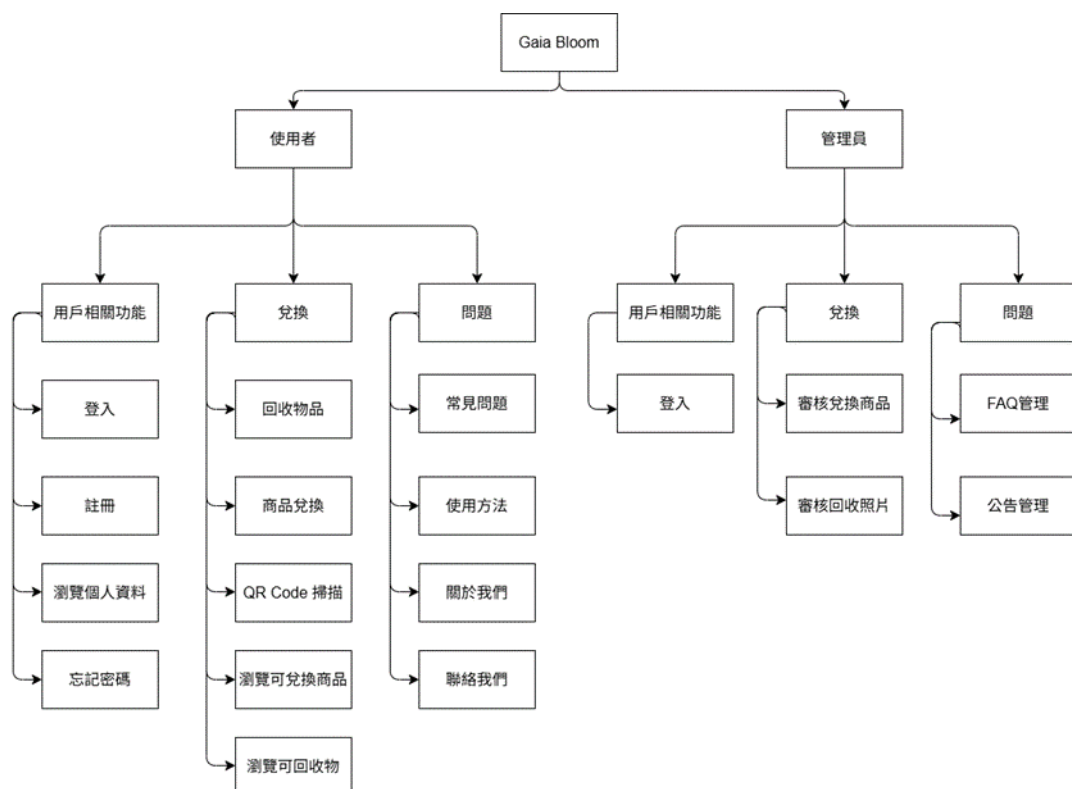 Gaia Bloom
使用者
管理員
用戶相關功能
兌換
問題
用戶相關功能
兌換
問題
登入
回收物品
常見問題
登入
審核兌換商品
FAQ管理
註冊
商品兌換
使用方法
審核回收照片
公告管理
瀏覽個人資料
QR Code 掃描
關於我們
忘記密碼
瀏覽可兌換商品
聯絡我們
瀏覽可回收物